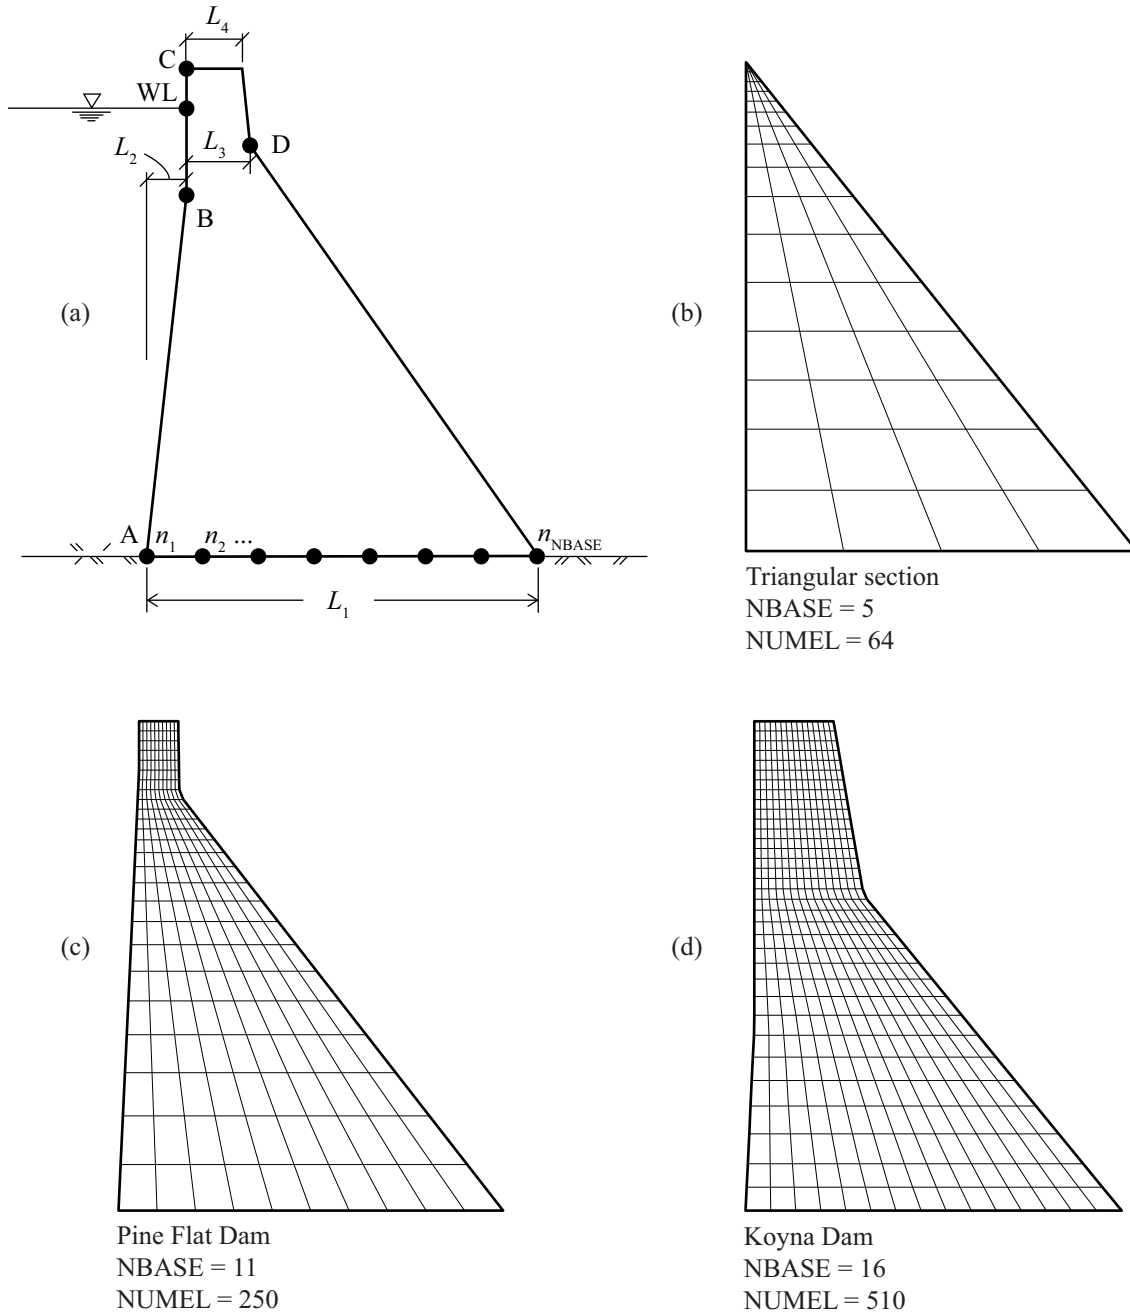 L4
C
WL
L3
D
L2
B
(a)
(b)
A n1 n2 ... nNBASE
L1
Triangular section
NBASE = 5
NUMEL = 64
(c)
(d)
Pine Flat Dam
NBASE = 11
NUMEL = 250
Koyna Dam
NBASE = 16
NUMEL = 510